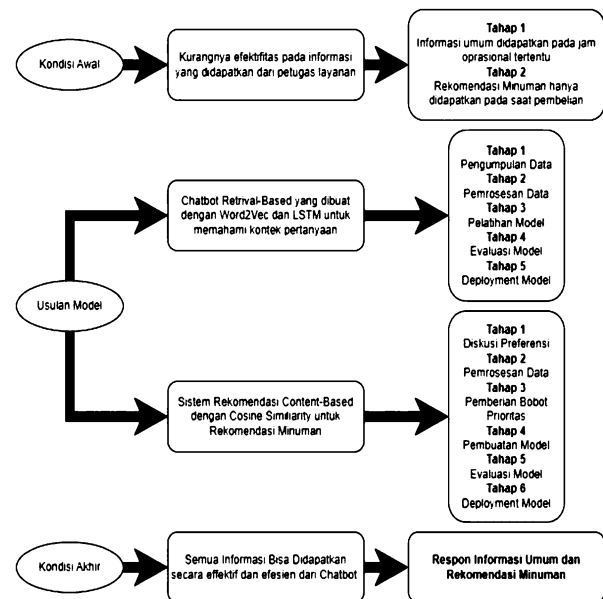 Kondisi Awal
Kurangnya efektifitas pada informasi
yang didapatkan dari petugas layanan
Tahap 1
Informasi umum didapatkan pada jam
oprasional tertentu
Tahap 2
Rekomendasi Minuman hanya
didapatkan pada saat pembelian
Usulan Model
Chatbot Retrival-Based yang dibuat
dengan Word2Vec dan LSTM untuk
memahami kontek pertanyaan
Tahap 1
Pengumpulan Data
Tahap 2
Pemrosesan Data
Tahap 3
Pelatihan Model
Tahap 4
Evaluasi Model
Tahap 5
Deployment Model
Sistem Rekomendasi Content-Based
dengan Cosine Similiarity untuk
Rekomendasi Minuman
Tahap 1
Diskusi Preferensi
Tahap 2
Pemrosesan Data
Tahap 3
Pemberian Bobot
Prioritas
Tahap 4
Pembuatan Model
Tahap 5
Evaluasi Model
Tahap 6
Deployment Model
Kondisi Akhir
Semua Informasi Bisa Didapatkan
secara effektif dan efesien dari Chatbot
Respon Informasi Umum dan
Rekomendasi Minuman